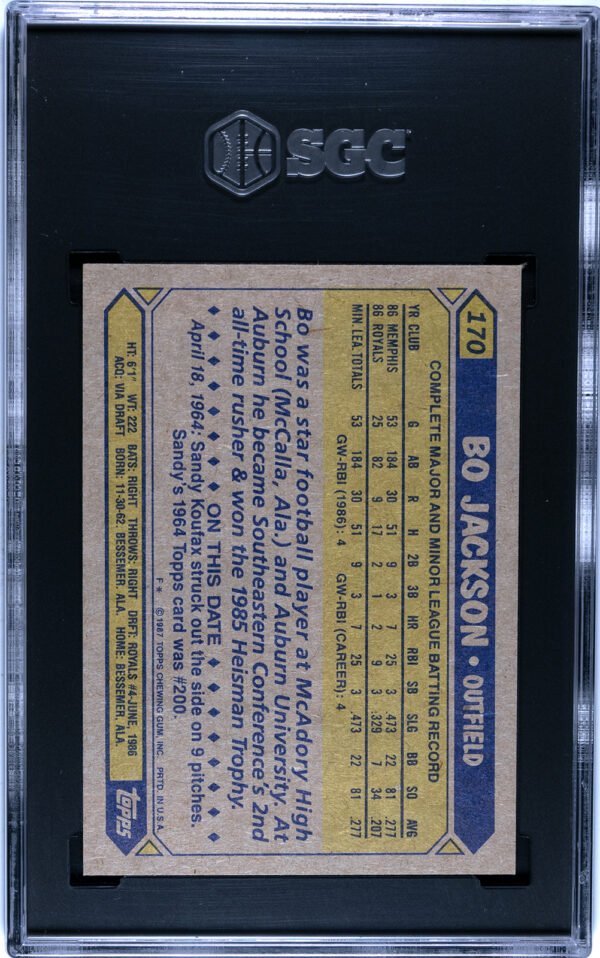 SGC
170
BO JACKSON • OUTFIELD
COMPLETE MAJOR AND MINOR LEAGUE BATTING RECORD
YR CLUB G AB R H 2B 3B HR RBI SB SLG BB SO AVG
86 MEMPHIS 53 184 30 51 9 3 7 25 3 .473 22 81 .277
86 ROYALS 25 82 9 17 2 1 2 9 3 .329 7 34 .207
MIN. LEA. TOTALS 53 184 30 51 9 3 7 25 3 .473 22 81 .277
GW-RBI (1986): 4 GW-RBI (CAREER): 4
Bo was a star football player at McAdory High
School (McCalla, Ala.) and Auburn University. At
Auburn he became Southeastern Conference's 2nd
all-time rusher & won the 1985 Heisman Trophy.
ON THIS DATE
April 18, 1964: Sandy Koufax struck out the side on 9 pitches.
Sandy's 1964 Topps card was #200.
F* ©1987 TOPPS CHEWING GUM, INC. PRTD. IN U.S.A.
HT: 6'1" WT: 222 BATS: RIGHT THROWS: RIGHT DRFT: ROYALS #4-JUNE, 1986
ACQ: VIA DRAFT BORN: 11-30-62, BESSEMER, ALA. HOME: BESSEMER, ALA.
TOPPS